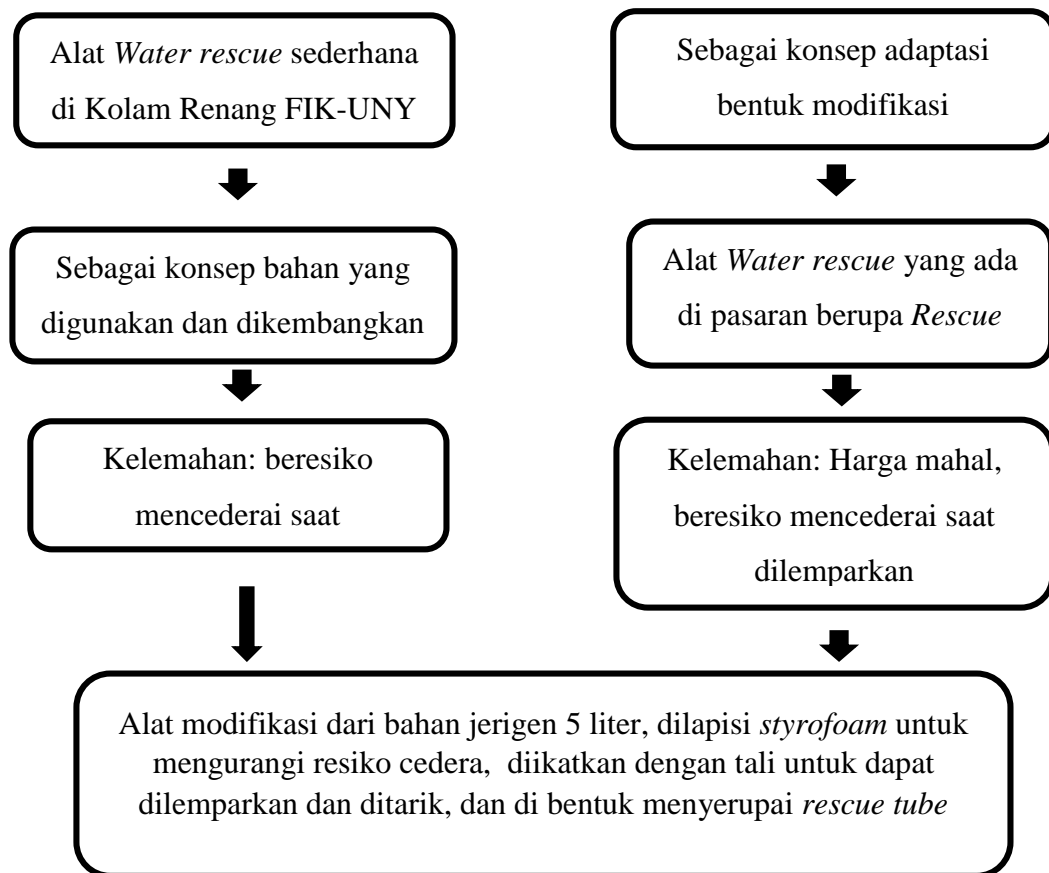 Alat Water rescue sederhana
di Kolam Renang FIK-UNY
Sebagai konsep bahan yang
digunakan dan dikembangkan
Kelemahan: beresiko
mencederai saat
Sebagai konsep adaptasi
bentuk modifikasi
Alat Water rescue yang ada
di pasaran berupa Rescue
Kelemahan: Harga mahal,
beresiko mencederai saat
dilemparkan
Alat modifikasi dari bahan jerigen 5 liter, dilapisi styrofoam untuk
mengurangi resiko cedera, diikatkan dengan tali untuk dapat
dilemparkan dan ditarik, dan di bentuk menyerupai rescue tube